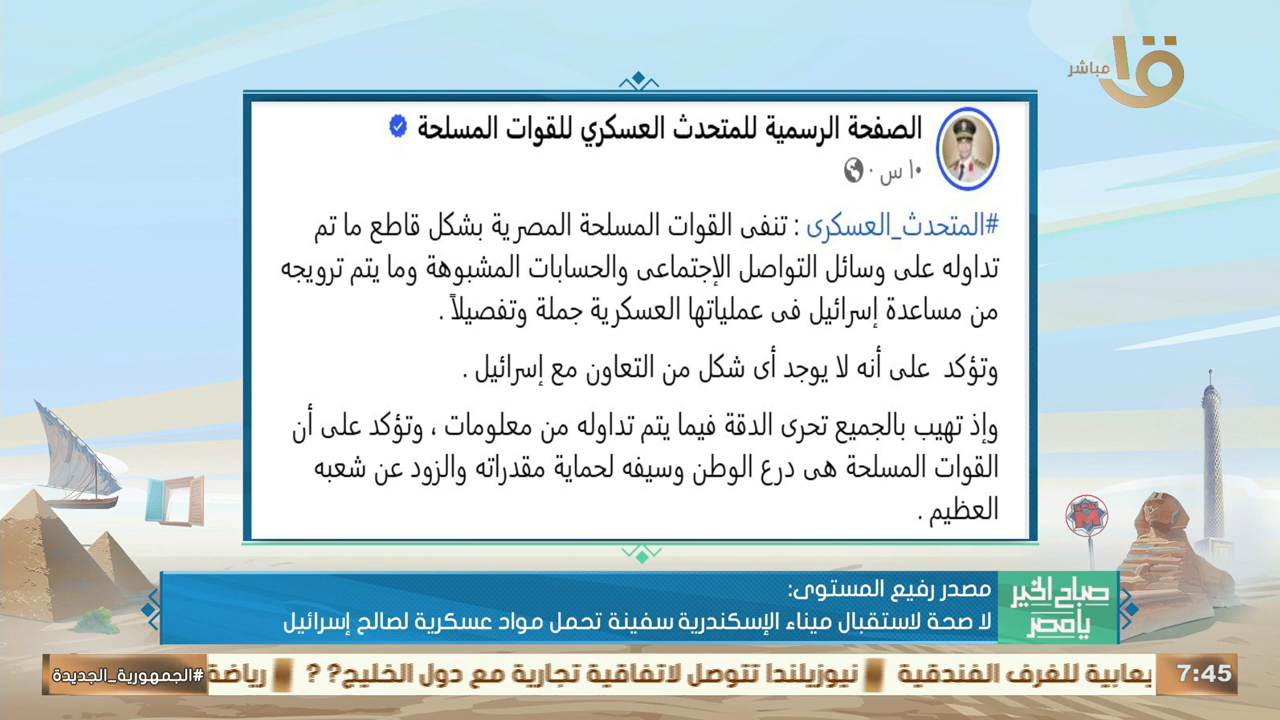 ق١
مباشر
الصفحة الرسمية للمتحدث العسكري للقوات المسلحة
١٠ س ·
#المتحدث_العسكرى : تنفى القوات المسلحة المصرية بشكل قاطع ما تم
تداوله على وسائل التواصل الإجتماعى والحسابات المشبوهة وما يتم ترويجه
من مساعدة إسرائيل فى عملياتها العسكرية جملة وتفصيلاً .
وتؤكد على أنه لا يوجد أى شكل من التعاون مع إسرائيل .
وإذ تهيب بالجميع تحرى الدقة فيما يتم تداوله من معلومات ، وتؤكد على أن
القوات المسلحة هى درع الوطن وسيفه لحماية مقدراته والزود عن شعبه
العظيم .
صباح الخير
يا مصر
مصدر رفيع المستوى:
لا صحة لاستقبال ميناء الإسكندرية سفينة تحمل مواد عسكرية لصالح إسرائيل
7:45
يعابية للغرف الفندقية نيوزيلندا تتوصل لاتفاقية تجارية مع دول الخليج? ? رياضة
#الجمهورية_الجديدة